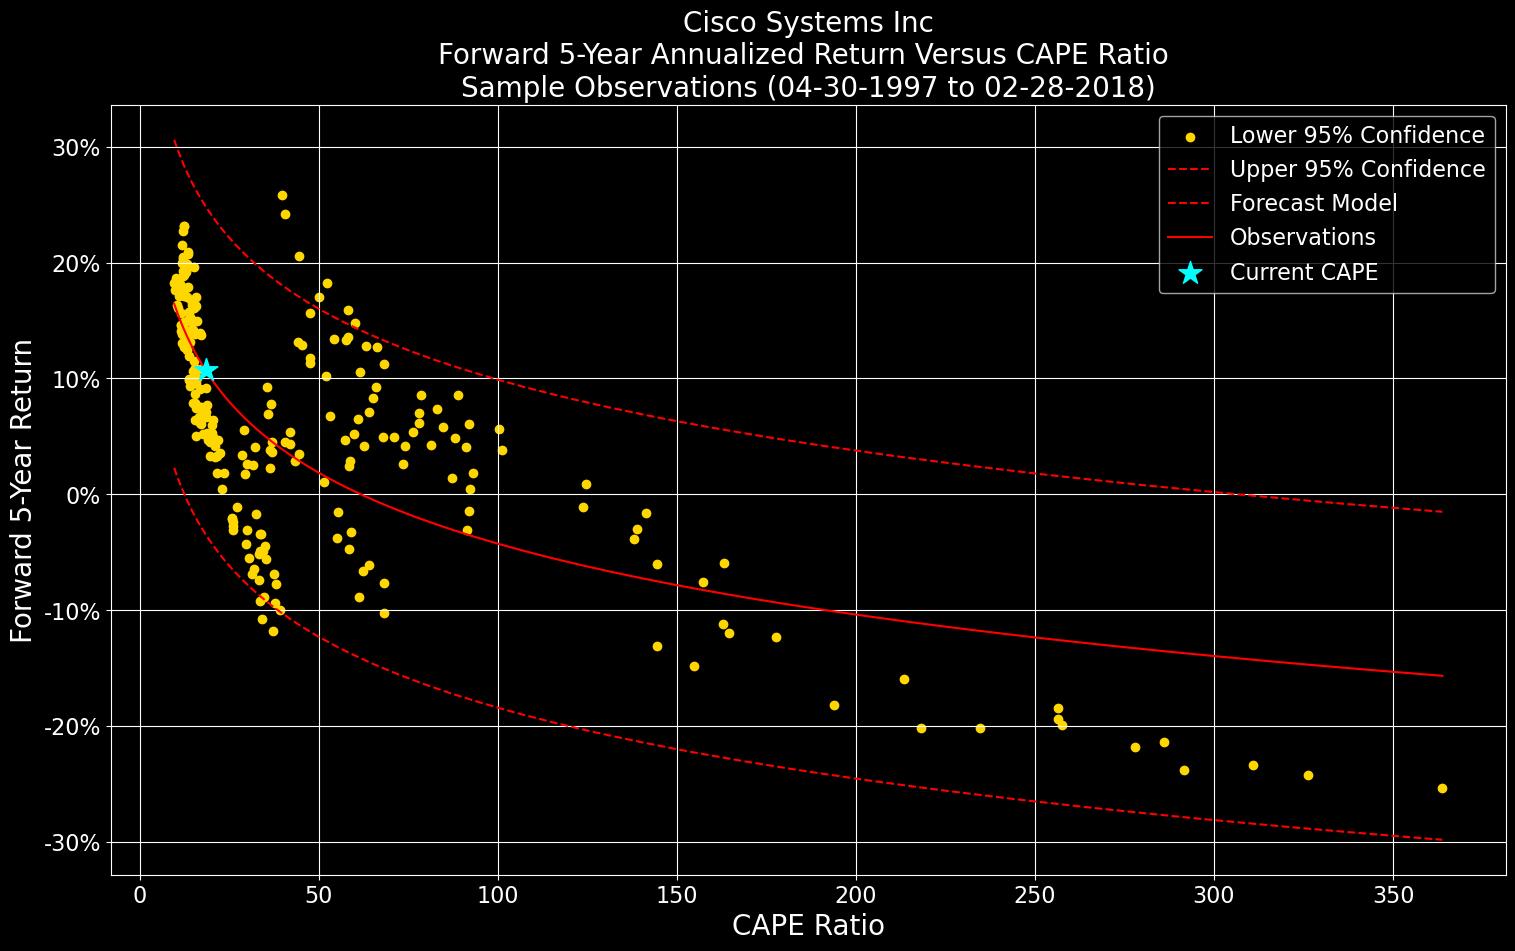 Cisco Systems Inc
Forward 5-Year Annualized Return Versus CAPE Ratio
Sample Observations (04-30-1997 to 02-28-2018)
Lower 95% Confidence
Upper 95% Confidence
Forecast Model
Observations
Current CAPE
Forward 5-Year Return
30%
20%
10%
0%
-10%
-20%
-30%
0 50 100 150 200 250 300 350
CAPE Ratio